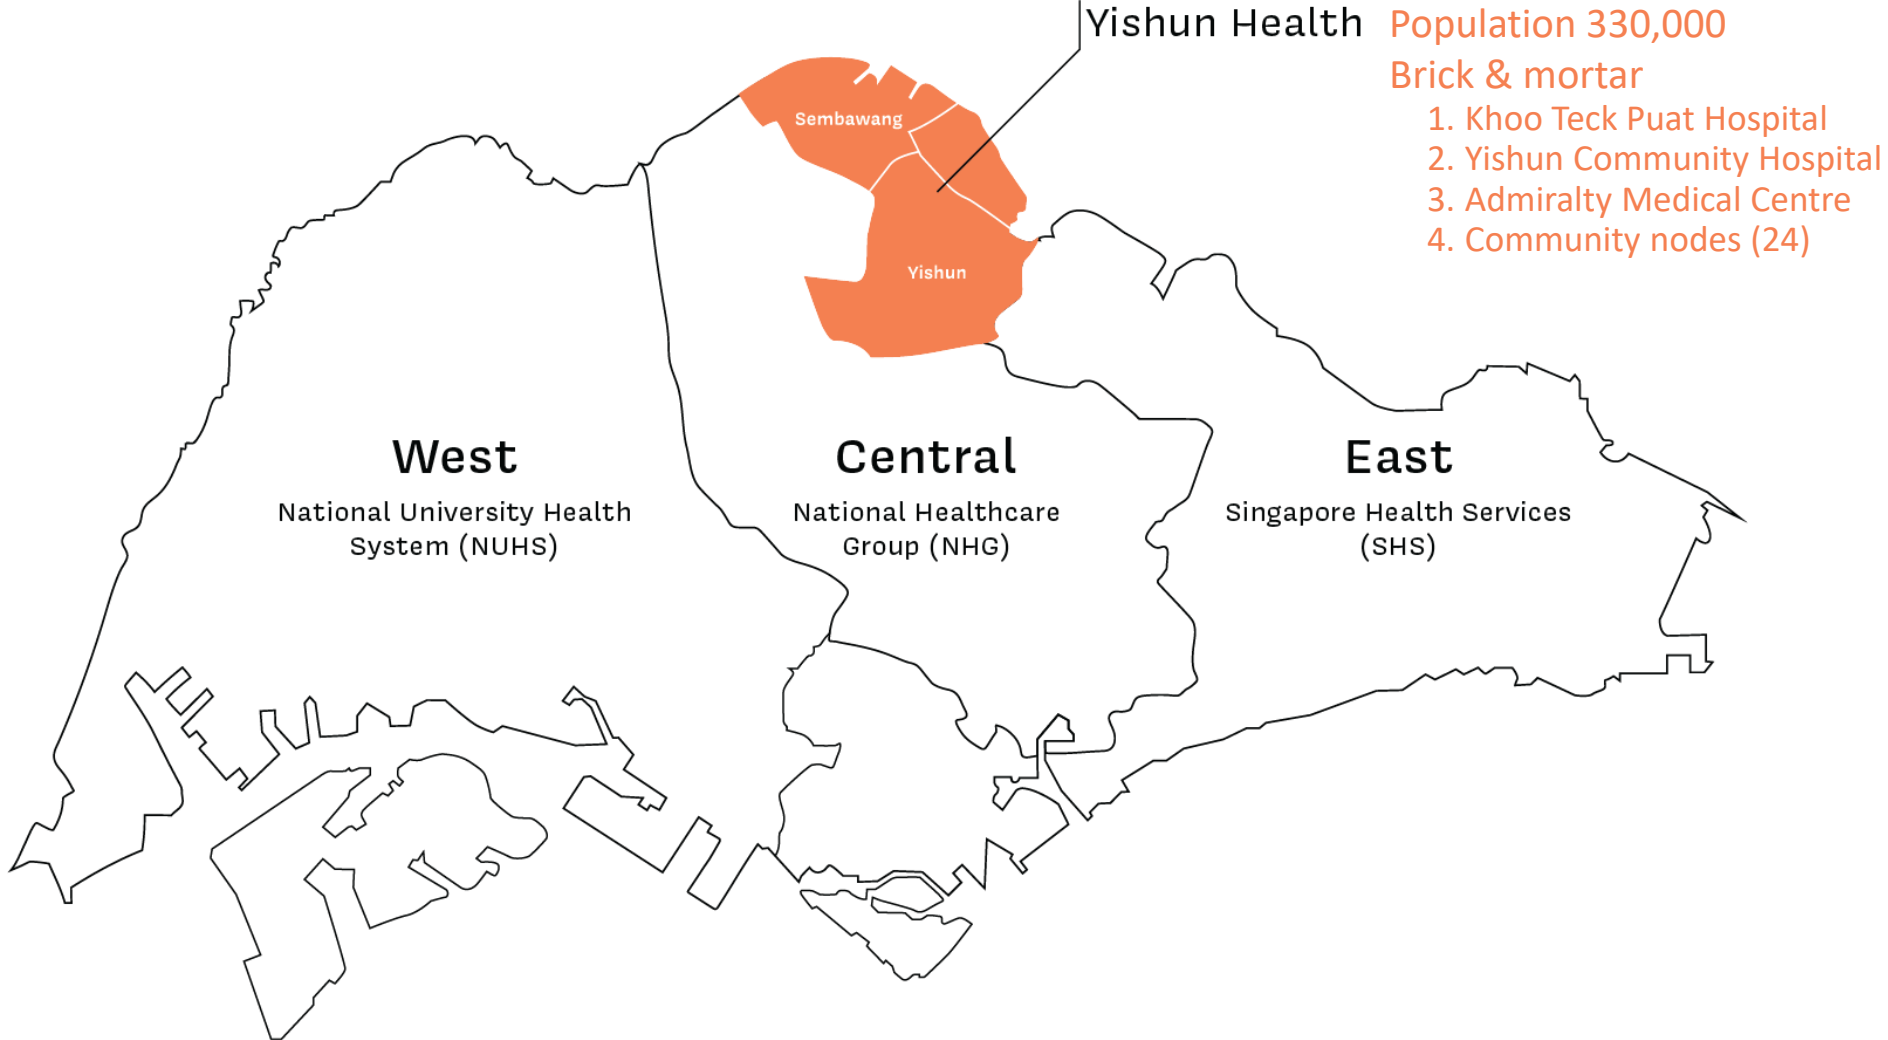 Yishun Health
Population 330,000
Brick & mortar
1. Khoo Teck Puat Hospital
2. Yishun Community Hospital
3. Admiralty Medical Centre
4. Community nodes (24)
Sembawang
Yishun
West
National University Health
System (NUHS)
Central
National Healthcare
Group (NHG)
East
Singapore Health Services
(SHS)